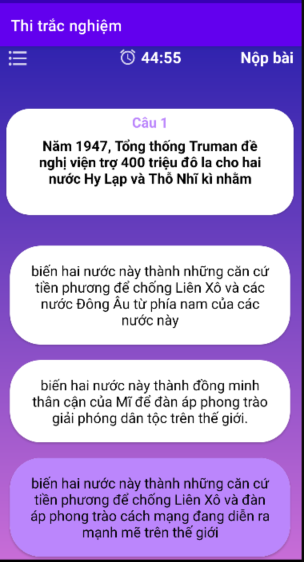 Thi trắc nghiệm
44:55 Nộp bài
Câu 1
Năm 1947, Tổng thống Truman đề
nghị viện trợ 400 triệu đô la cho hai
nước Hy Lạp và Thỗ Nhĩ kì nhằm
biến hai nước này thành những căn cứ
tiền phương để chống Liên Xô và các
nước Đông Âu từ phía nam của các
nước này
biến hai nước này thành đồng minh
thân cận của Mĩ để đàn áp phong trào
giải phóng dân tộc trên thế giới.
biến hai nước này thành những căn cứ
tiền phương để chống Liên Xô và đàn
áp phong trào cách mạng đang diễn ra
mạnh mẽ trên thế giới